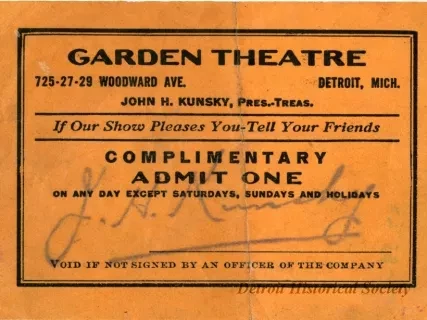 GARDEN THEATRE
725-27-29 WOODWARD AVE. DETROIT, MICH.
JOHN H. KUNSKY, PRES.-TREAS.
If Our Show Pleases You-Tell Your Friends
COMPLIMENTARY
ADMIT ONE
ON ANY DAY EXCEPT SATURDAYS, SUNDAYS AND HOLIDAYS
J. H. Kunsky
VOID IF NOT SIGNED BY AN OFFICER OF THE COMPANY
Detroit Historical Society